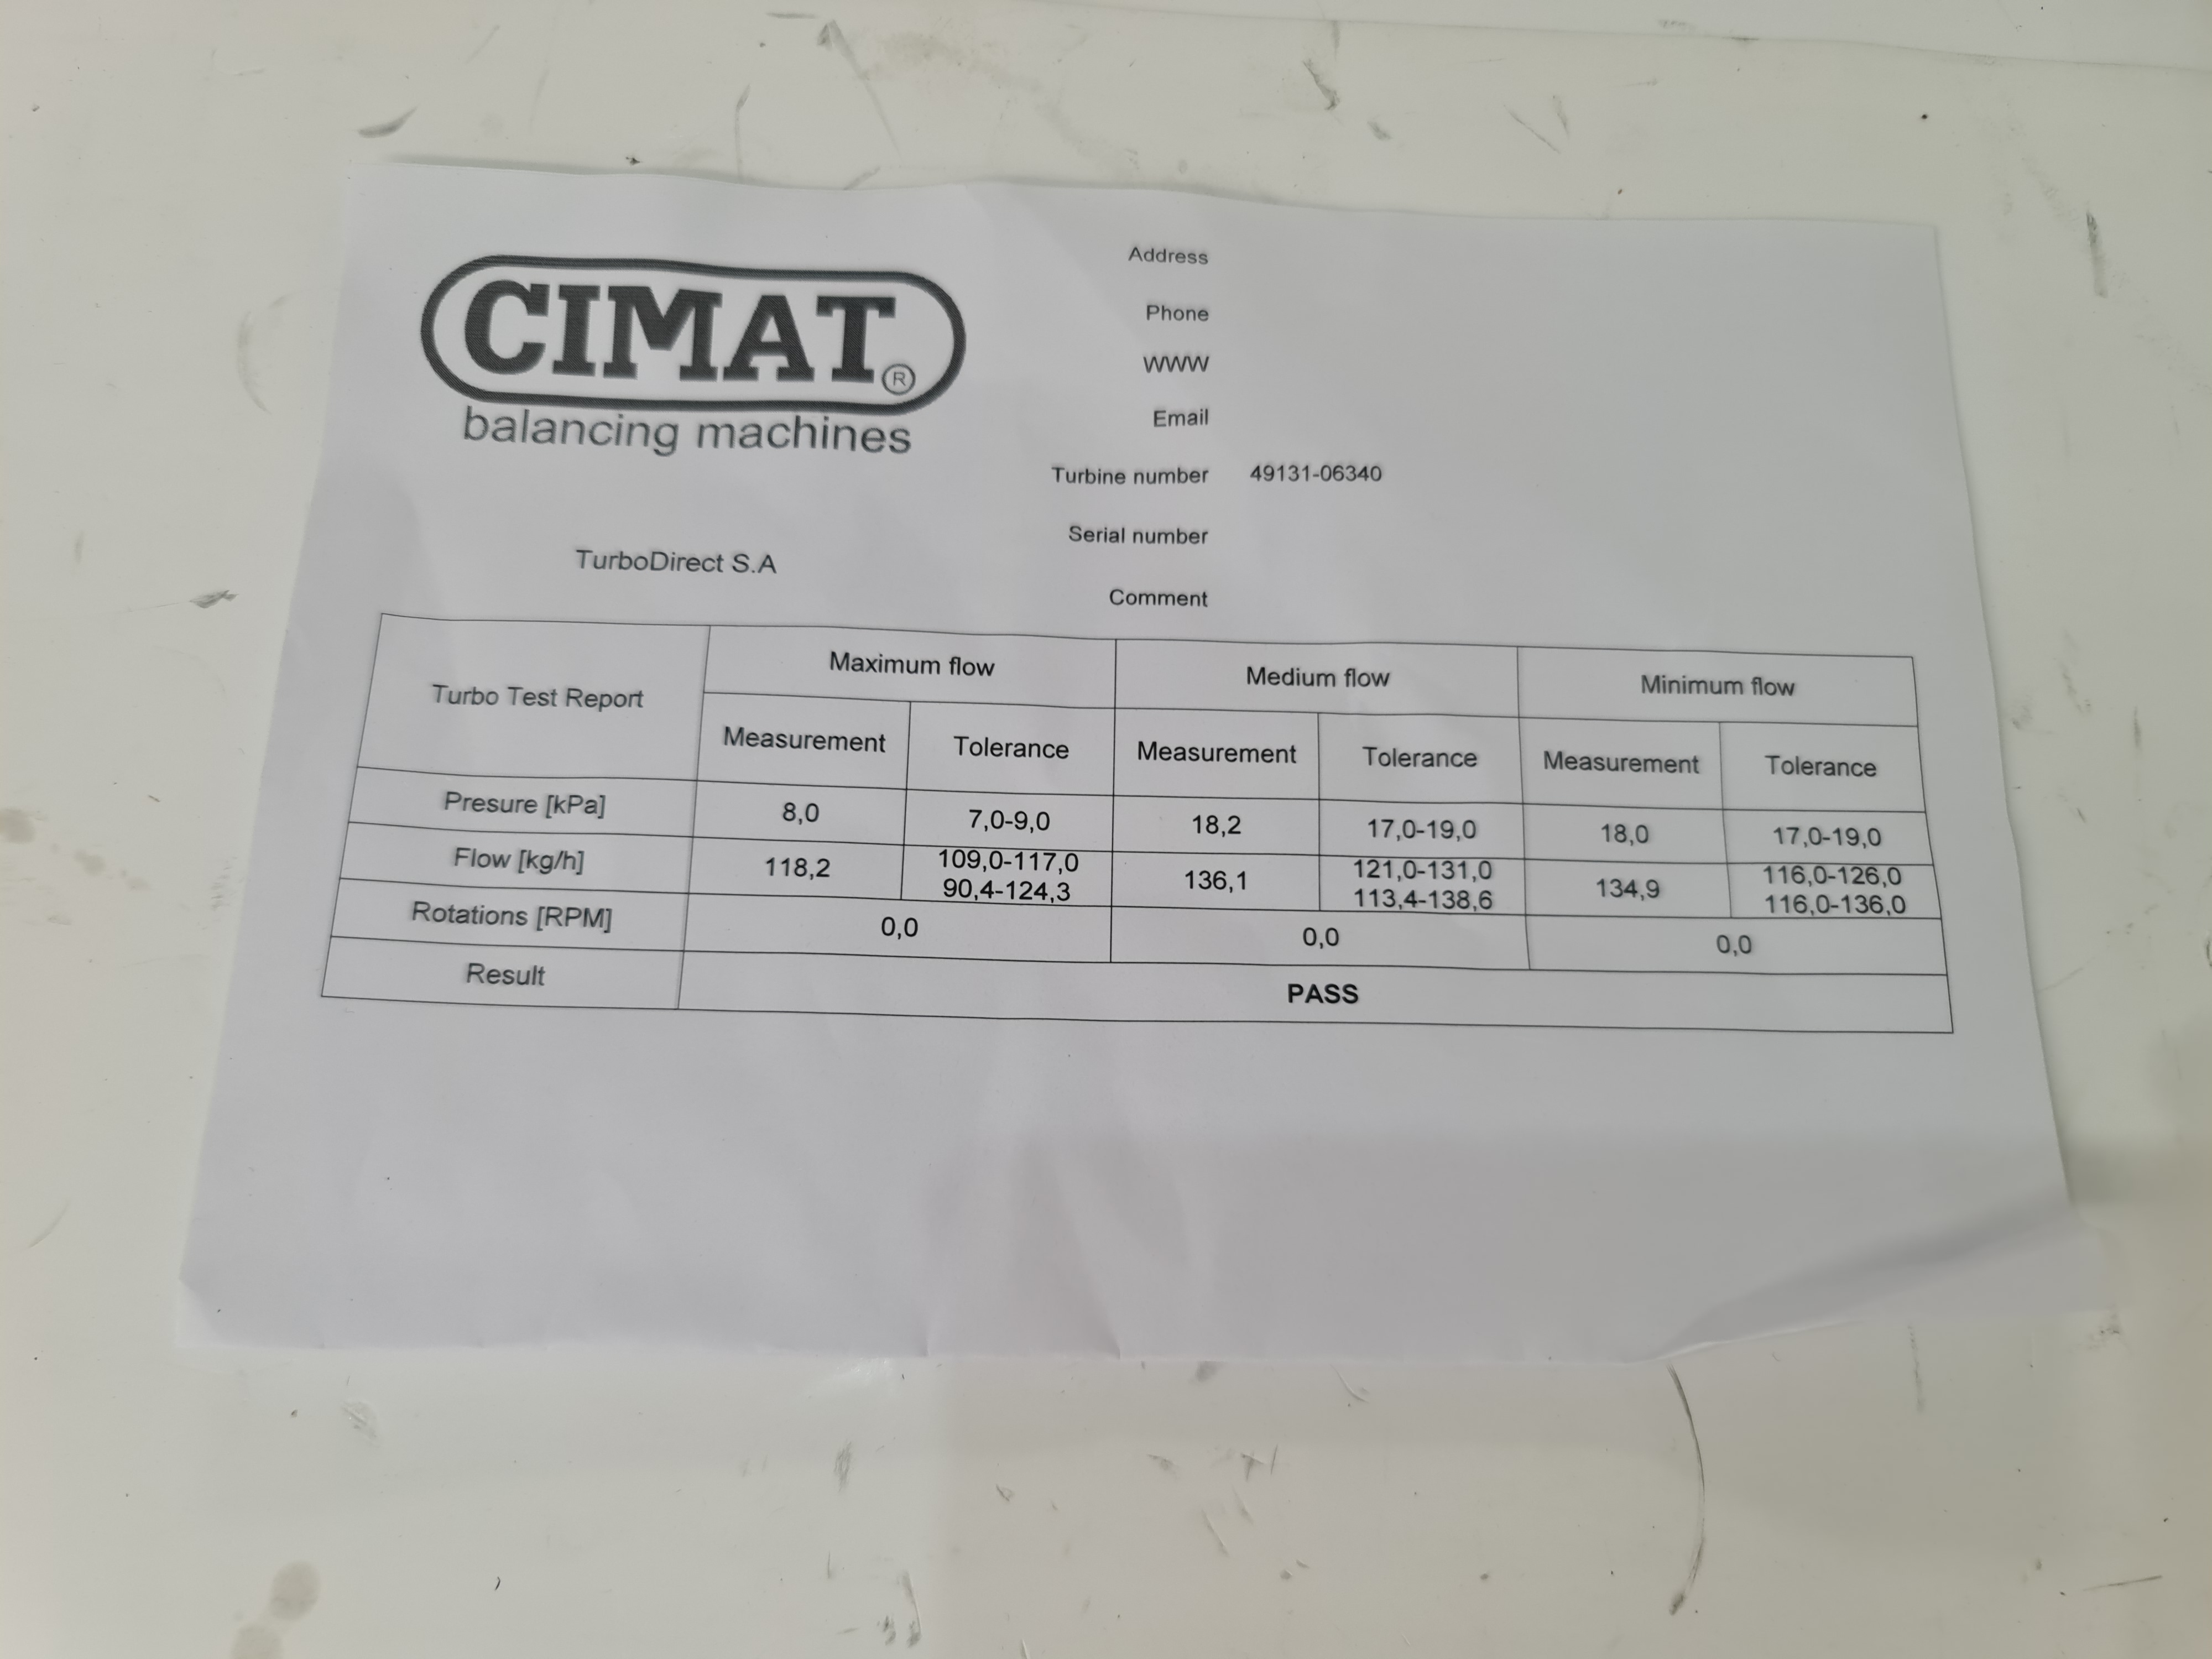 CIMAT®
balancing machines
TurboDirect S.A
Address
Phone
WWW
Email
Turbine number 49131-06340
Serial number
Comment
Turbo Test Report Maximum flow Medium flow Minimum flow
Measurement Tolerance Measurement Tolerance Measurement Tolerance
Presure [kPa] 8,0 7,0-9,0 18,2 17,0-19,0 18,0 17,0-19,0
Flow [kg/h] 118,2 109,0-117,0 136,1 121,0-131,0 134,9 116,0-126,0
90,4-124,3 113,4-138,6 116,0-136,0
Rotations [RPM] 0,0 0,0 0,0
Result PASS